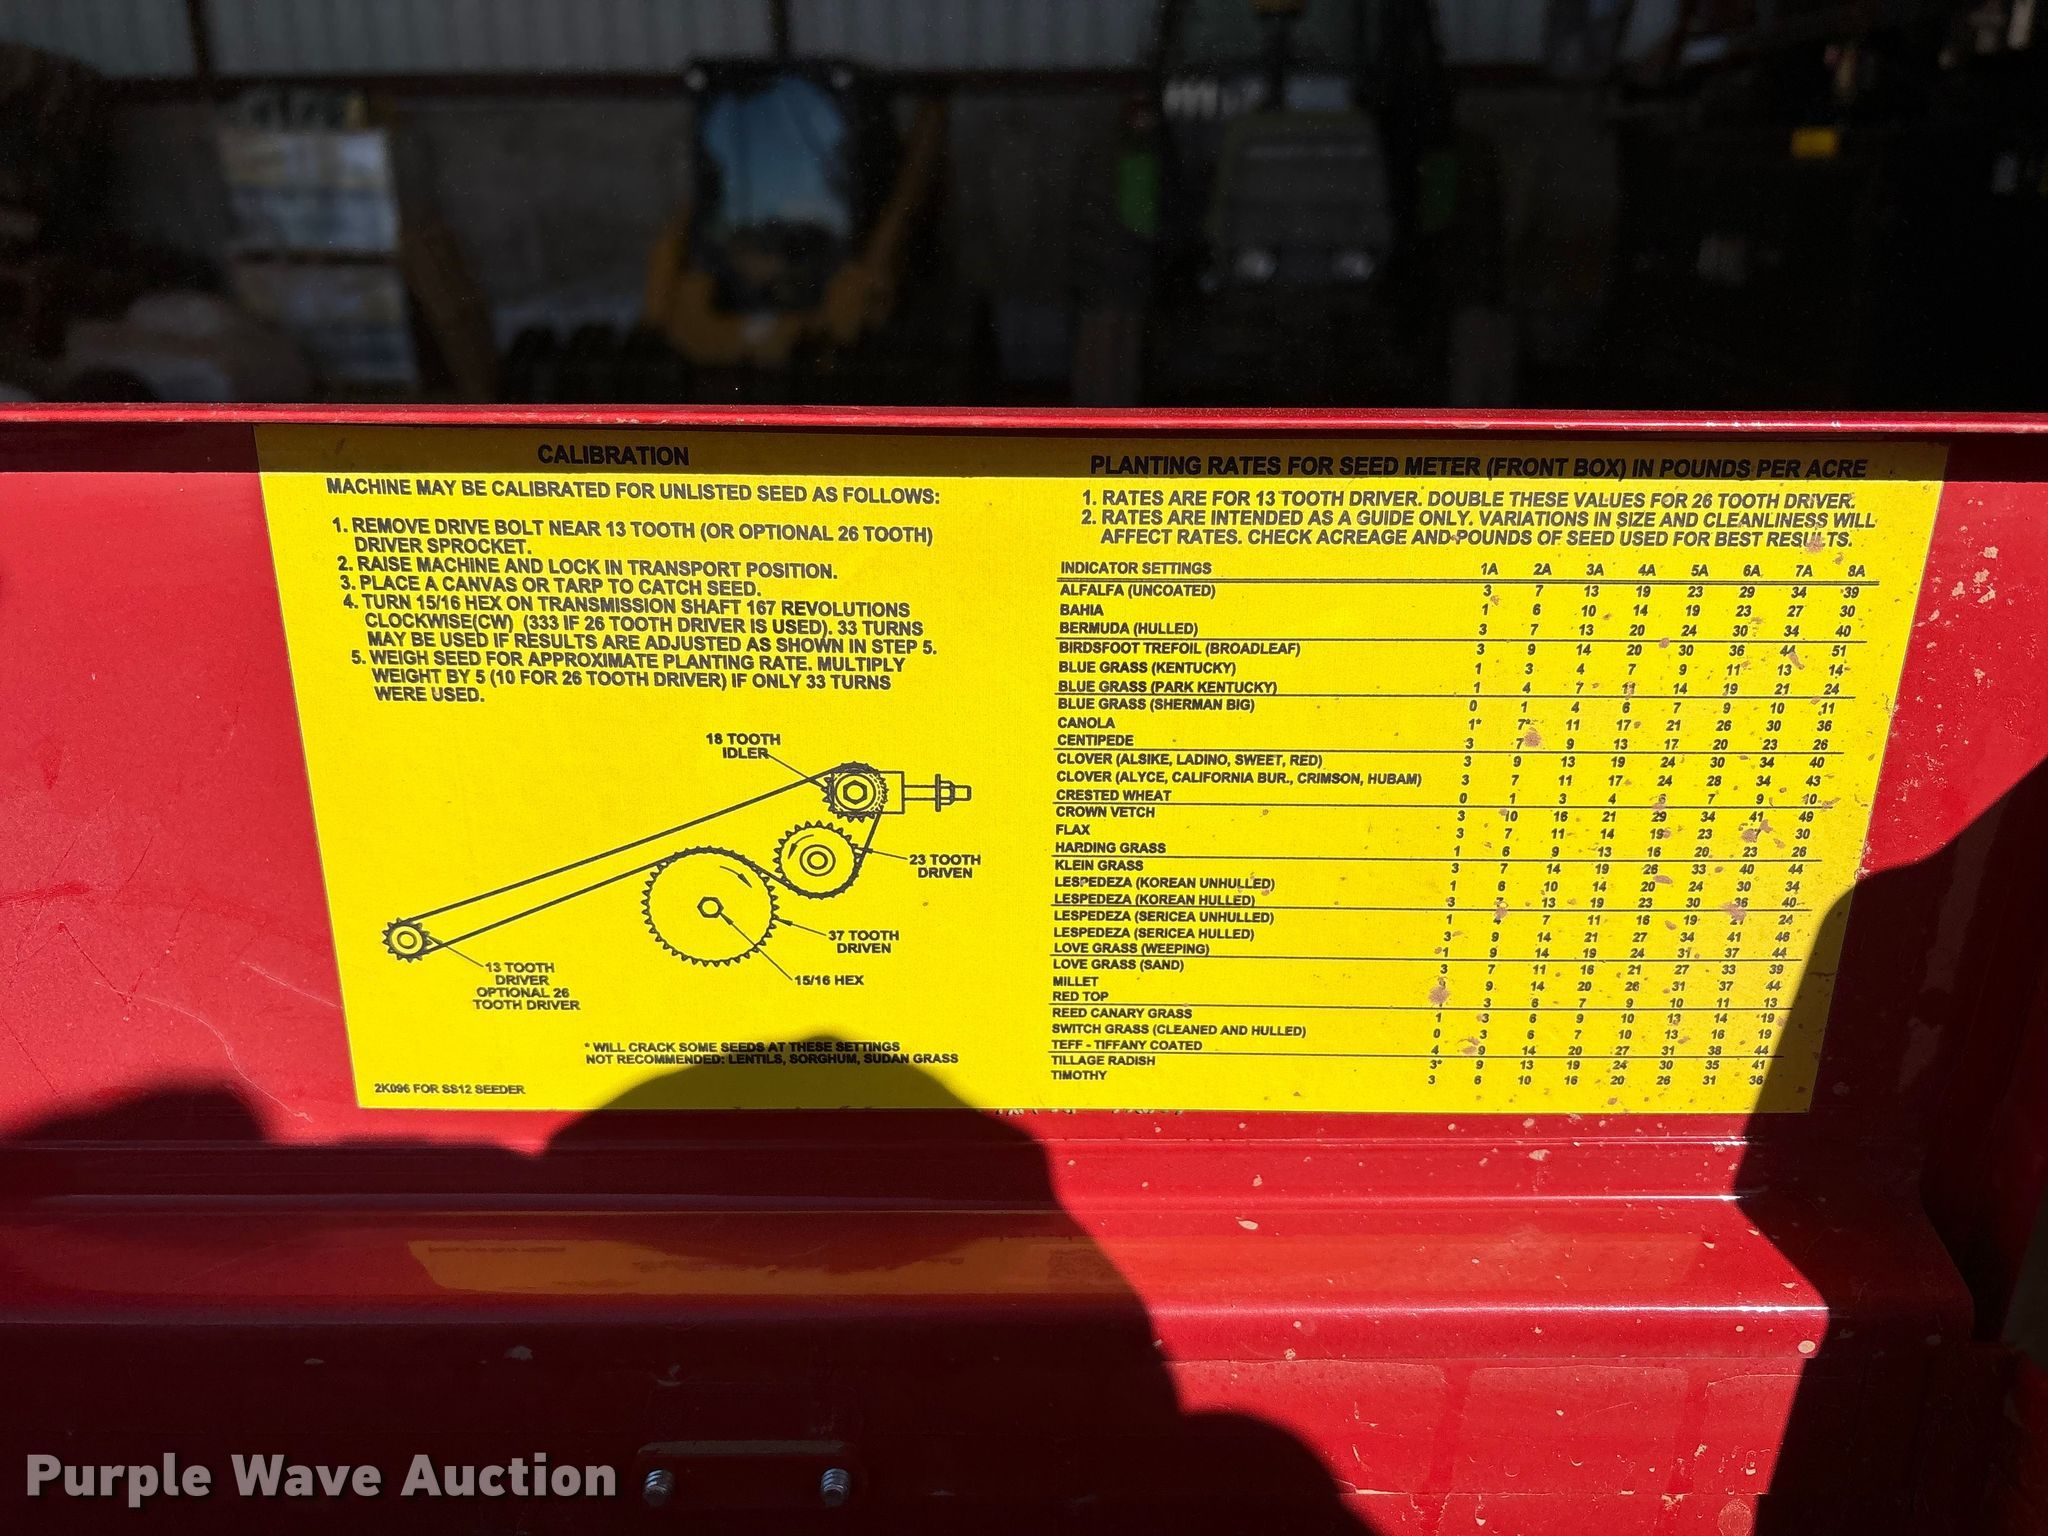 CALIBRATION
MACHINE MAY BE CALIBRATED FOR UNLISTED SEED AS FOLLOWS:
1. REMOVE DRIVE BOLT NEAR 13 TOOTH (OR OPTIONAL 26 TOOTH)
DRIVER SPROCKET.
2. RAISE MACHINE AND LOCK IN TRANSPORT POSITION.
3. PLACE A CANVAS OR TARP TO CATCH SEED.
4. TURN 15/16 HEX ON TRANSMISSION SHAFT 167 REVOLUTIONS
CLOCKWISE(CW) (333 IF 26 TOOTH DRIVER IS USED). 33 TURNS
MAY BE USED IF RESULTS ARE ADJUSTED AS SHOWN IN STEP 5.
5. WEIGH SEED FOR APPROXIMATE PLANTING RATE. MULTIPLY
WEIGHT BY 5 (10 FOR 26 TOOTH DRIVER) IF ONLY 33 TURNS
WERE USED.
18 TOOTH
IDLER
23 TOOTH
DRIVEN
37 TOOTH
DRIVEN
15/16 HEX
13 TOOTH
DRIVER
OPTIONAL 26
TOOTH DRIVER
* WILL CRACK SOME SEEDS AT THESE SETTINGS
NOT RECOMMENDED: LENTILS, SORGHUM, SUDAN GRASS
2K096 FOR SS12 SEEDER
PLANTING RATES FOR SEED METER (FRONT BOX) IN POUNDS PER ACRE
1. RATES ARE FOR 13 TOOTH DRIVER. DOUBLE THESE VALUES FOR 26 TOOTH DRIVER.
2. RATES ARE INTENDED AS A GUIDE ONLY. VARIATIONS IN SIZE AND CLEANLINESS WILL
AFFECT RATES. CHECK ACREAGE AND POUNDS OF SEED USED FOR BEST RESULTS.
INDICATOR SETTINGS 1A 2A 3A 4A 5A 6A 7A 8A
ALFALFA (UNCOATED) 3 7 13 19 23 29 34 39
BAHIA 1 6 10 14 19 23 27 30
BERMUDA (HULLED) 3 7 13 20 24 30 34 40
BIRDSFOOT TREFOIL (BROADLEAF) 3 9 14 20 30 36 44 51
BLUE GRASS (KENTUCKY) 1 3 4 7 9 11 13 14
BLUE GRASS (PARK KENTUCKY) 1 4 7 11 14 19 21 24
BLUE GRASS (SHERMAN BIG) 0 1 4 6 7 9 10 11
CANOLA 1* 7* 11 17 21 26 30 36
CENTIPEDE 3 7 9 13 17 20 23 26
CLOVER (ALSIKE, LADINO, SWEET, RED) 3 9 13 19 24 30 34 40
CLOVER (ALYCE, CALIFORNIA BUR., CRIMSON, HUBAM) 3 7 11 17 24 28 34 43
CRESTED WHEAT 0 1 3 4 6 7 9 10
CROWN VETCH 3 10 16 21 29 34 41 49
FLAX 3 7 11 14 19 23 30
HARDING GRASS 1 6 9 13 16 20 23 26
KLEIN GRASS 3 7 14 19 26 33 40 44
LESPEDEZA (KOREAN UNHULLED) 1 6 10 14 20 24 30 34
LESPEDEZA (KOREAN HULLED) 3 7 13 19 23 30 36 40
LESPEDEZA (SERICEA UNHULLED) 1 4 7 11 16 19 24
LESPEDEZA (SERICEA HULLED) 3 9 14 21 27 34 41 46
LOVE GRASS (WEEPING) 1 9 14 19 24 31 37 44
LOVE GRASS (SAND) 3 7 11 16 21 27 33 39
MILLET 9 14 20 26 31 37 44
RED TOP 3 6 7 9 10 11 13
REED CANARY GRASS 1 3 6 9 10 13 14 19
SWITCH GRASS (CLEANED AND HULLED) 0 3 6 7 10 13 16 19
TEFF - TIFFANY COATED 4 9 14 20 27 31 38 44
TILLAGE RADISH 3* 9 13 19 24 30 35 41
TIMOTHY 3 6 10 16 20 26 31 36
Purple Wave Auction